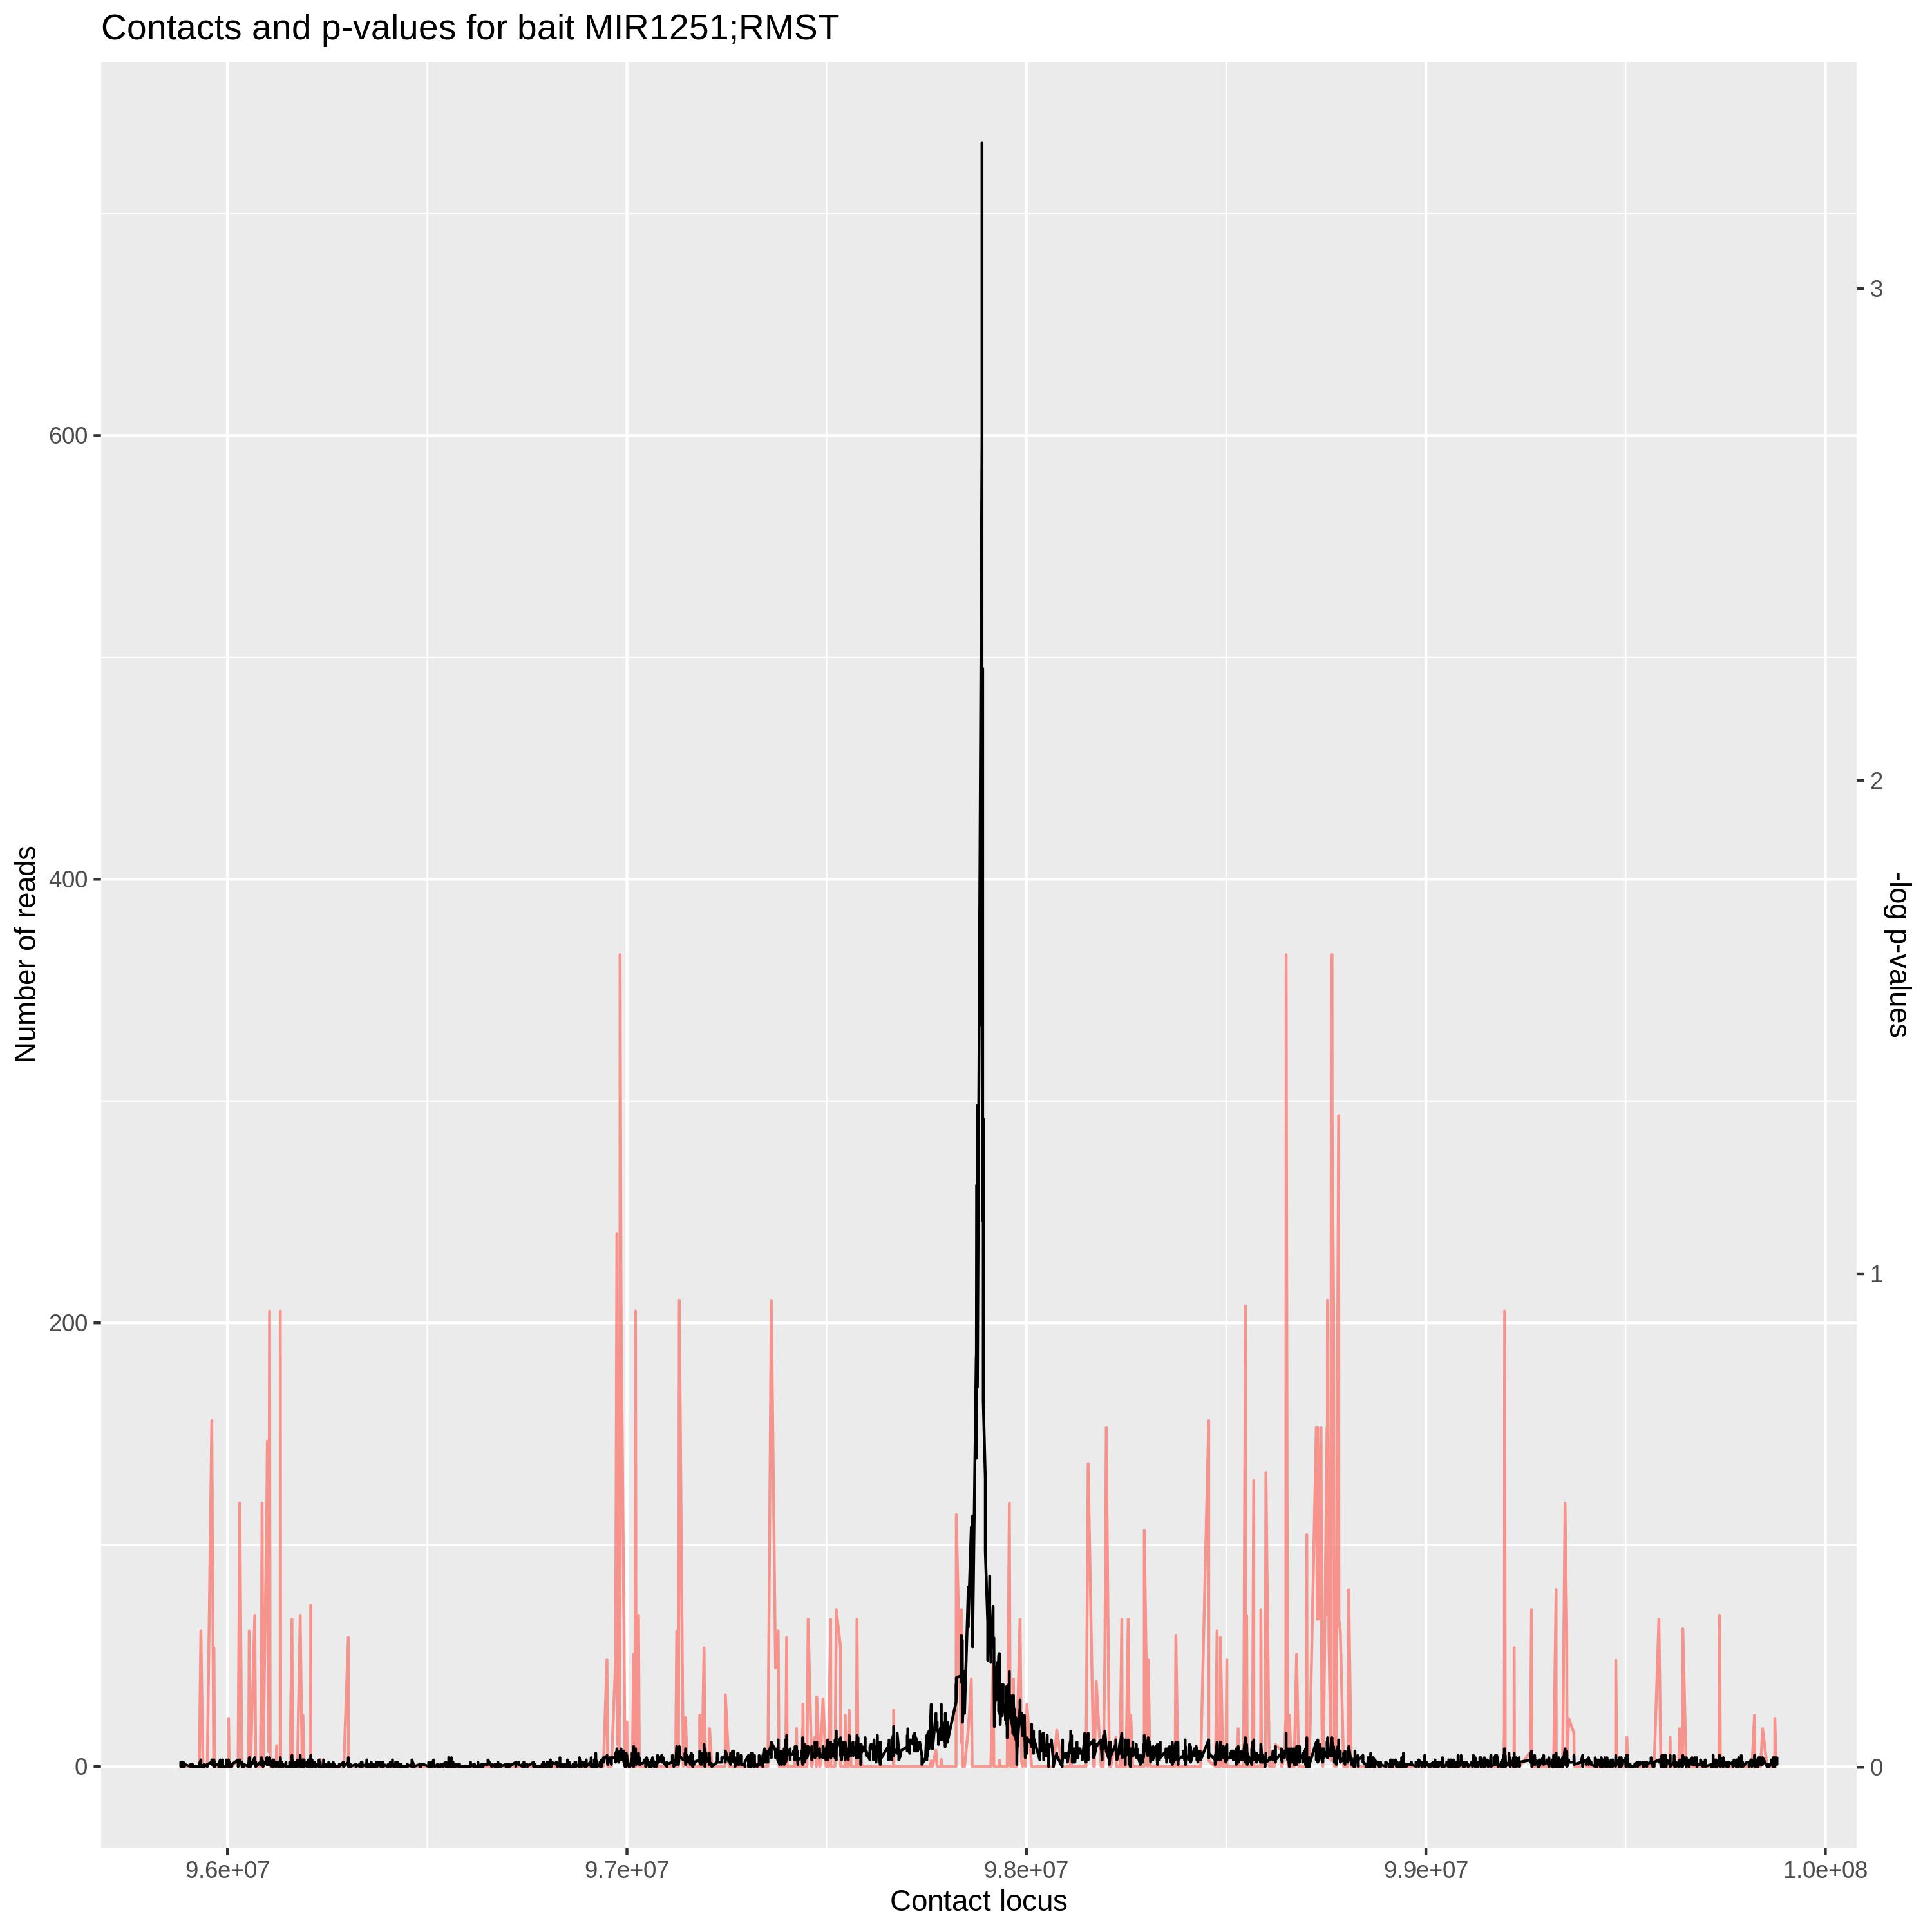 Contacts and p-values for bait MIR1251;RMST
Number of reads
600
400
200
0
3
2
1
0
-log p-values
9.6e+07
9.7e+07
9.8e+07
9.9e+07
1.0e+08
Contact locus